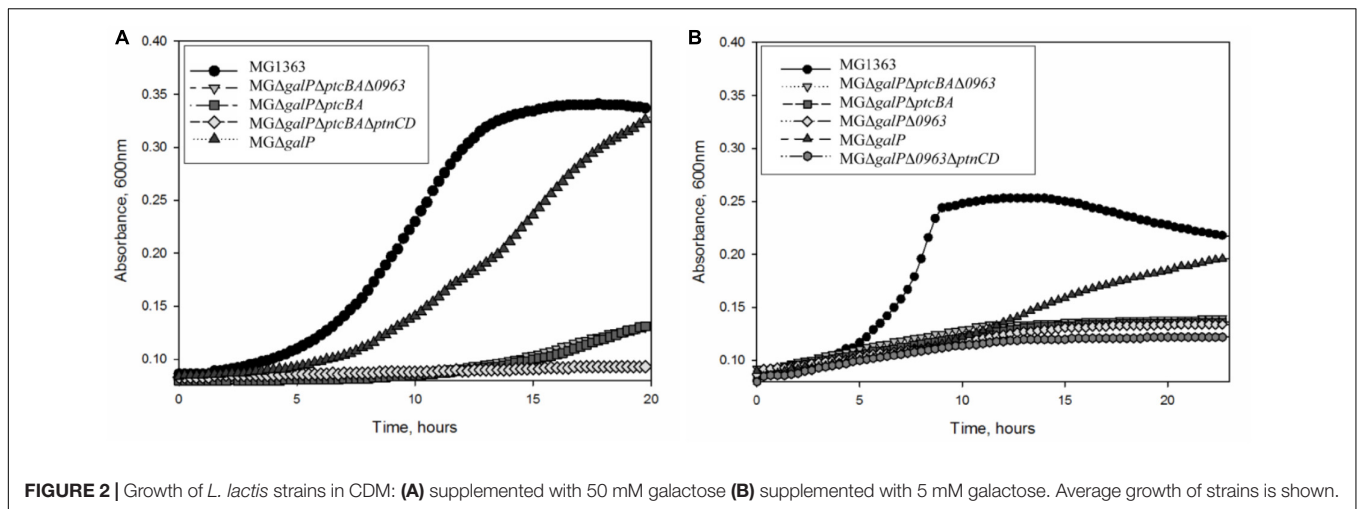 A
0.40
0.35
0.30
0.25
0.20
0.15
0.10
Absorbance, 600nm
MG1363
MGΔgalPΔptcBAΔ0963
MGΔgalPΔptcBA
MGΔgalPΔptcBAΔptnCD
MGΔgalP
0 5 10 15 20
Time, hours
B
0.40
0.35
0.30
0.25
0.20
0.15
0.10
Absorbance, 600nm
MG1363
MGΔgalPΔptcBAΔ0963
MGΔgalPΔptcBA
MGΔgalPΔ0963
MGΔgalP
MGΔgalPΔ0963ΔptnCD
0 5 10 15 20
Time, hours
FIGURE 2 | Growth of L. lactis strains in CDM: (A) supplemented with 50 mM galactose (B) supplemented with 5 mM galactose. Average growth of strains is shown.